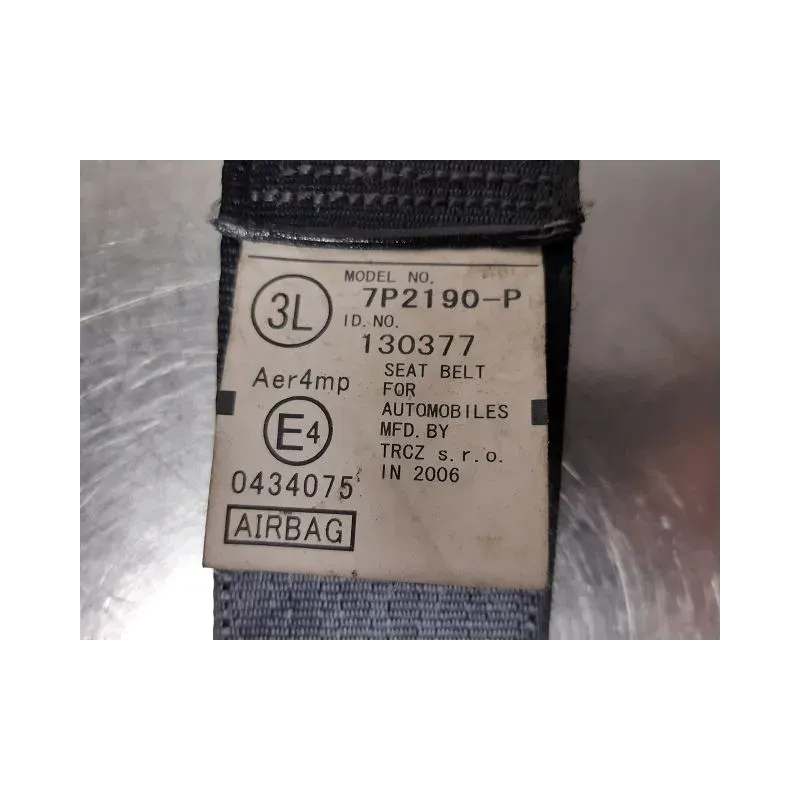 MODEL NO.
7P2190-P
3L
ID. NO.
130377
Aer4mp
SEAT BELT
FOR
AUTOMOBILES
E4
MFD. BY
TRCZ s.r.o.
IN 2006
0434075
AIRBAG